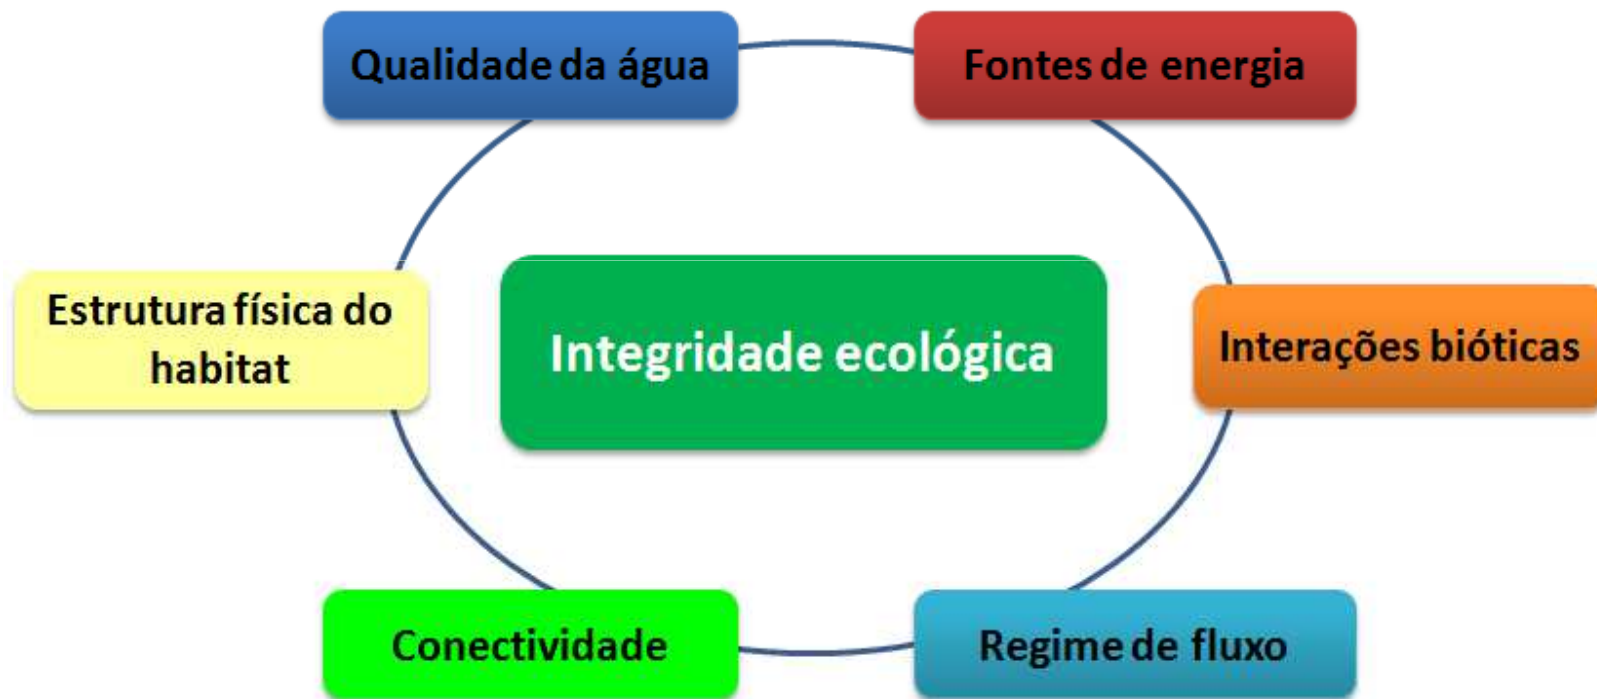 Qualidade da água
Fontes de energia
Estrutura física do
habitat
Integridade ecológica
Interações bióticas
Conectividade
Regime de fluxo